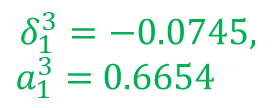 δ₁³ = −0.0745,
a₁³ = 0.6654